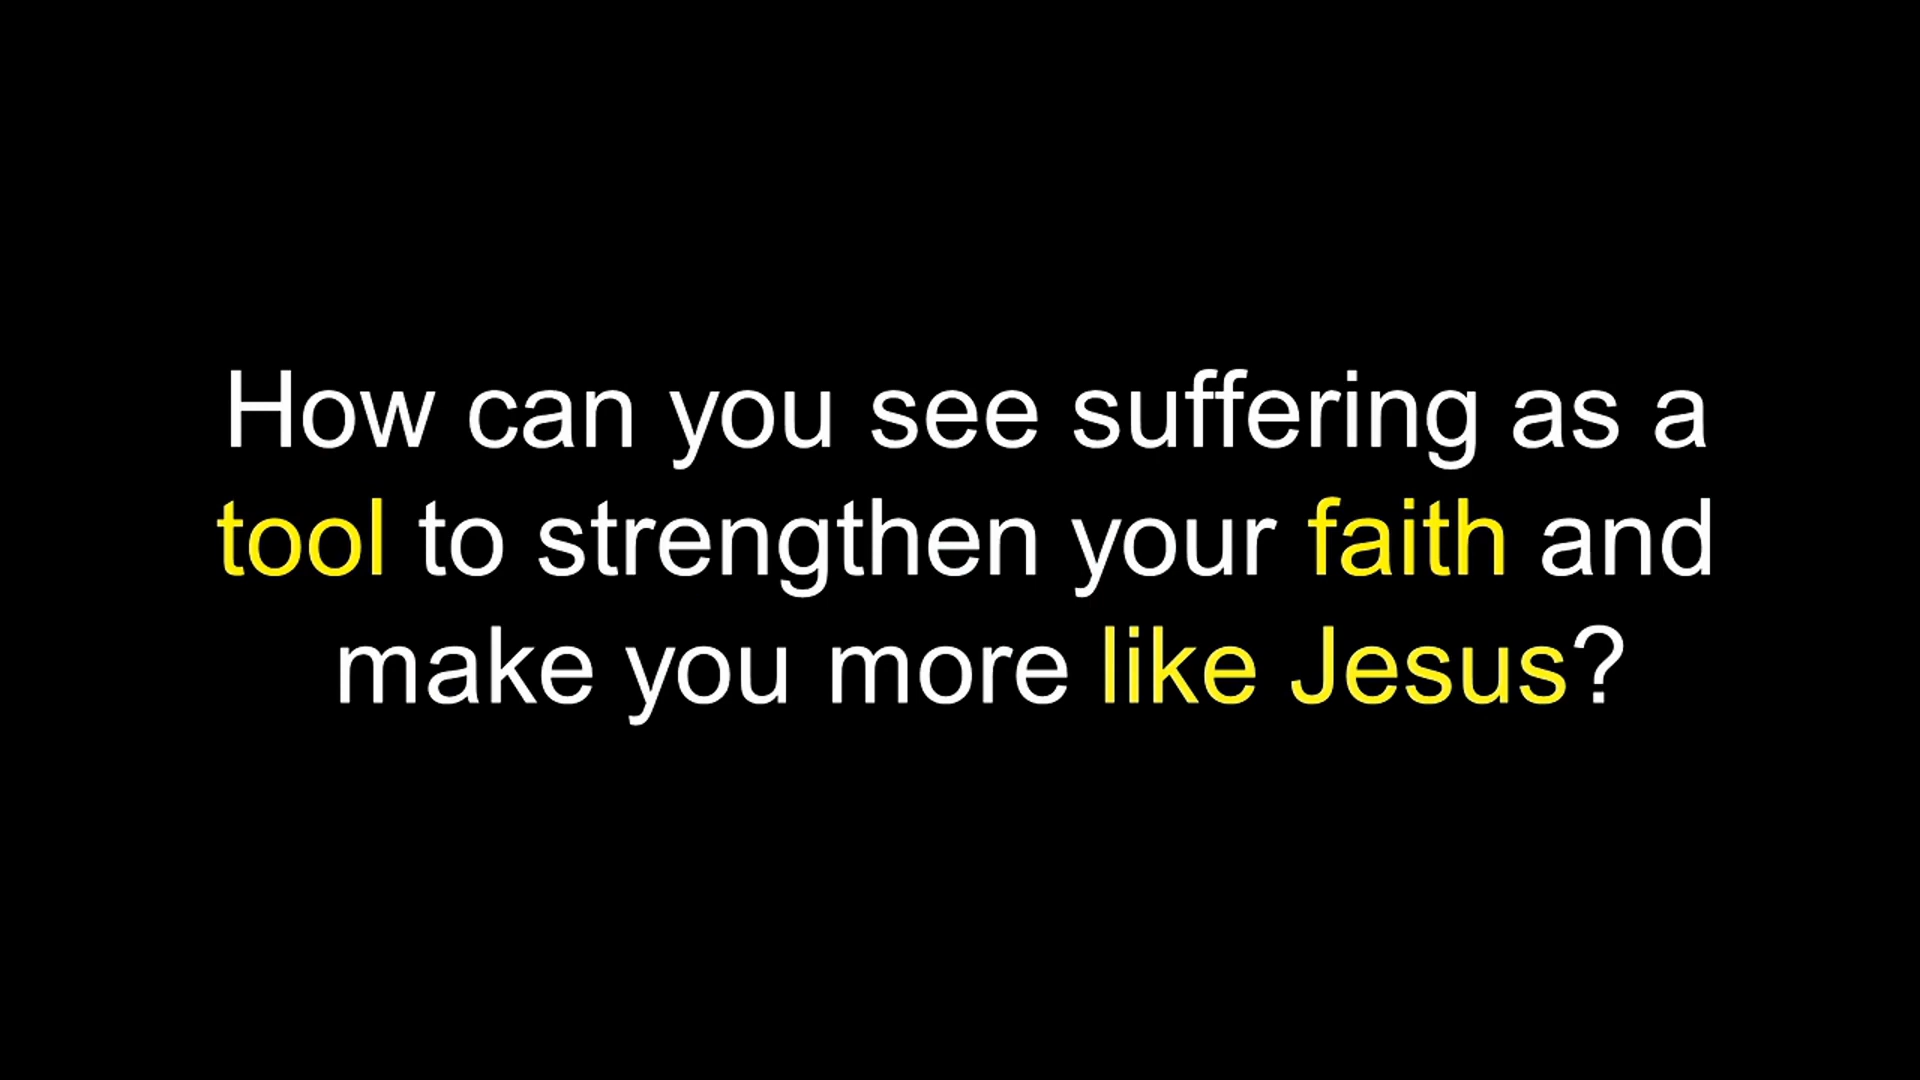 How can you see suffering as a
tool to strengthen your faith and
make you more like Jesus?